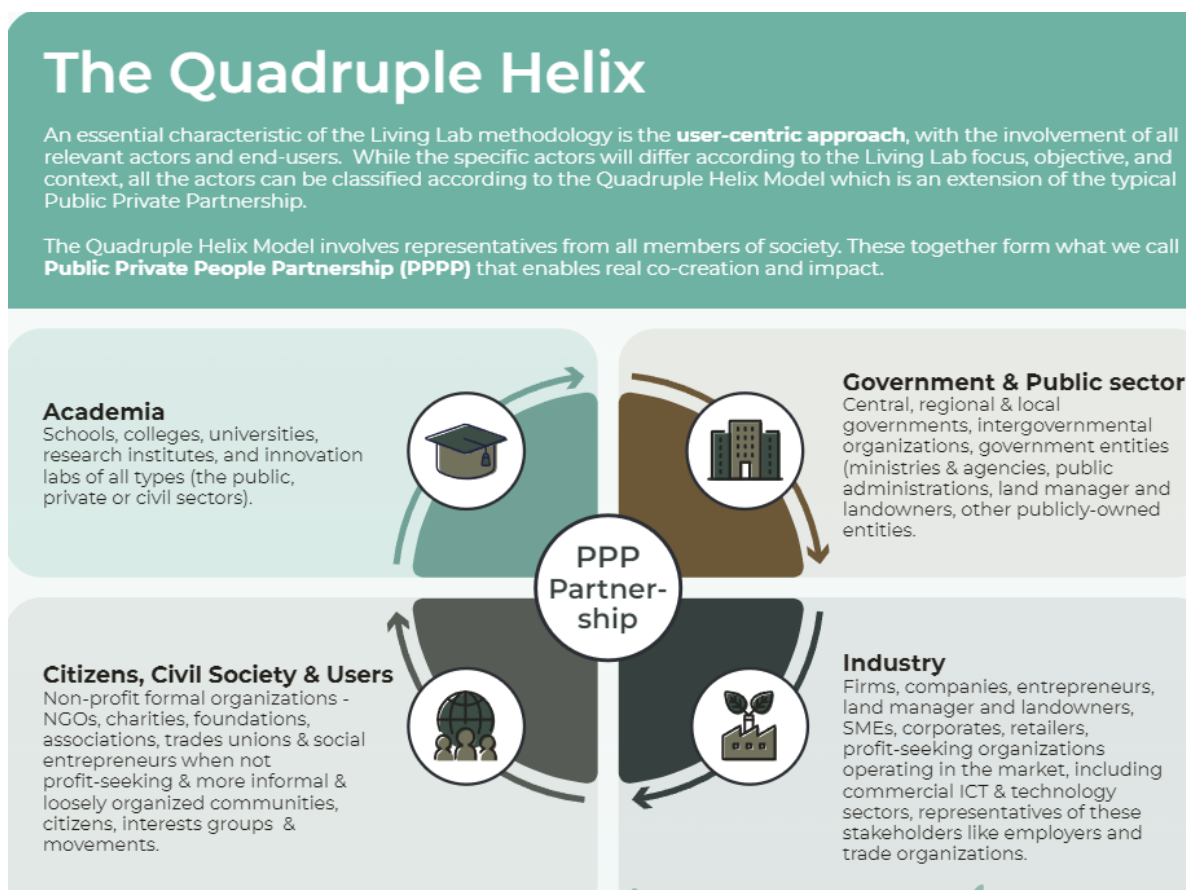 The Quadruple Helix
An essential characteristic of the Living Lab methodology is the user-centric approach, with the involvement of all
relevant actors and end-users. While the specific actors will differ according to the Living Lab focus, objective, and
context, all the actors can be classified according to the Quadruple Helix Model which is an extension of the typical
Public Private Partnership.
The Quadruple Helix Model involves representatives from all members of society. These together form what we call
Public Private People Partnership (PPPP) that enables real co-creation and impact.
Academia
Schools, colleges, universities,
research institutes, and innovation
labs of all types (the public,
private or civil sectors).
Government & Public sector
Central, regional & local
governments, intergovernmental
organizations, government entities
(ministries & agencies, public
administrations, land manager and
landowners, other publicly-owned
entities.
PPP
Partner-
ship
Citizens, Civil Society & Users
Non-profit formal organizations -
NGOs, charities, foundations,
associations, trades unions & social
entrepreneurs when not
profit-seeking & more informal &
loosely organized communities,
citizens, interests groups &
movements.
Industry
Firms, companies, entrepreneurs,
land manager and landowners,
SMEs, corporates, retailers,
profit-seeking organizations
operating in the market, including
commercial ICT & technology
sectors, representatives of these
stakeholders like employers and
trade organizations.